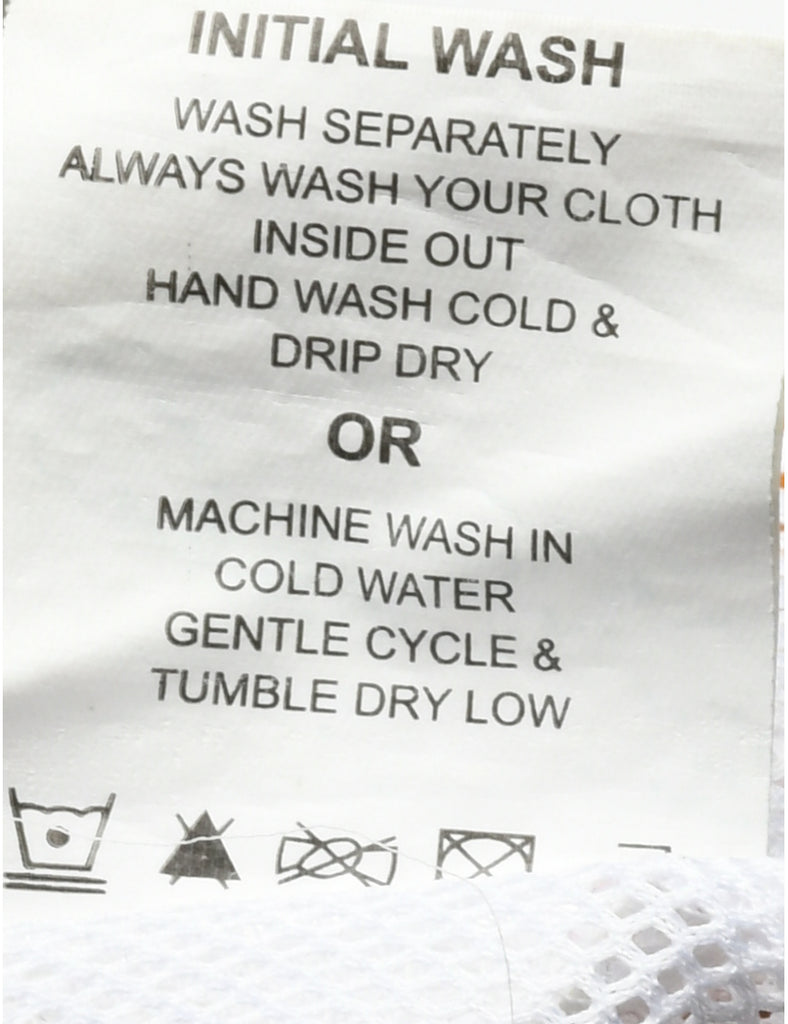 INITIAL WASH
WASH SEPARATELY
ALWAYS WASH YOUR CLOTH
INSIDE OUT
HAND WASH COLD &
DRIP DRY
OR
MACHINE WASH IN
COLD WATER
GENTLE CYCLE &
TUMBLE DRY LOW